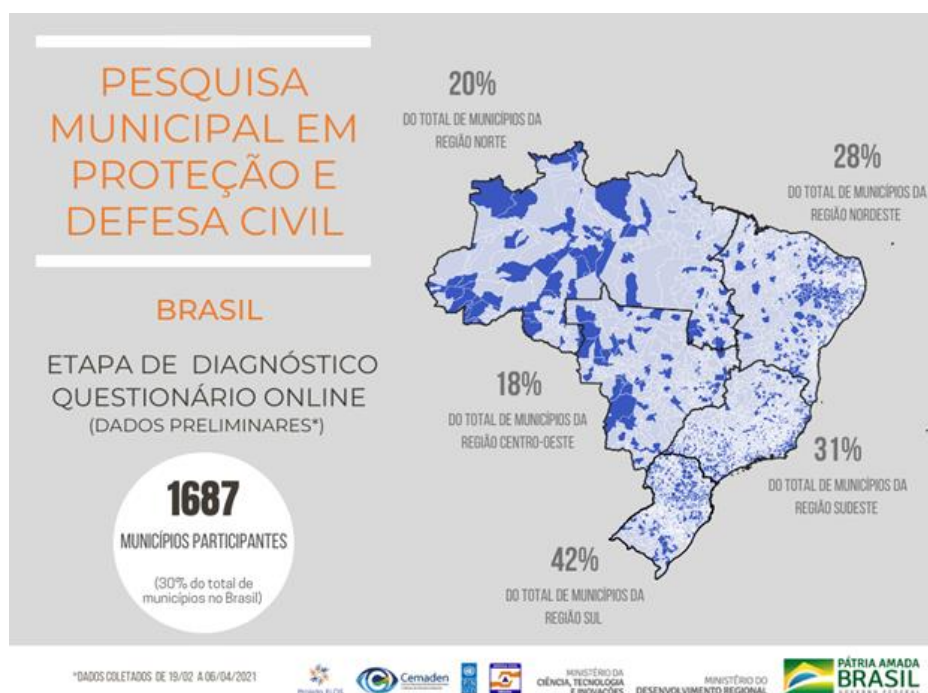 PESQUISA
MUNICIPAL EM
PROTEÇÃO E
DEFESA CIVIL
BRASIL
ETAPA DE DIAGNÓSTICO
QUESTIONÁRIO ONLINE
(DADOS PRELIMINARES*)
1687
MUNICÍPIOS PARTICIPANTES
(30% do total de
municípios no Brasil)
20%
DO TOTAL DE MUNICÍPIOS DA
REGIÃO NORTE
28%
DO TOTAL DE MUNICÍPIOS DA
REGIÃO NORDESTE
18%
DO TOTAL DE MUNICÍPIOS DA
REGIÃO CENTRO-OESTE
31%
DO TOTAL DE MUNICÍPIOS DA
REGIÃO SUDESTE
42%
DO TOTAL DE MUNICÍPIOS DA
REGIÃO SUL
*DADOS COLETADOS DE 19/02 A 06/04/2021
Projeto ELOS
Cemaden
MINISTÉRIO DA
CIÊNCIA, TECNOLOGIA
E INOVAÇÕES
MINISTÉRIO DO
DESENVOLVIMENTO REGIONAL
PÁTRIA AMADA
BRASIL
GOVERNO FEDERAL